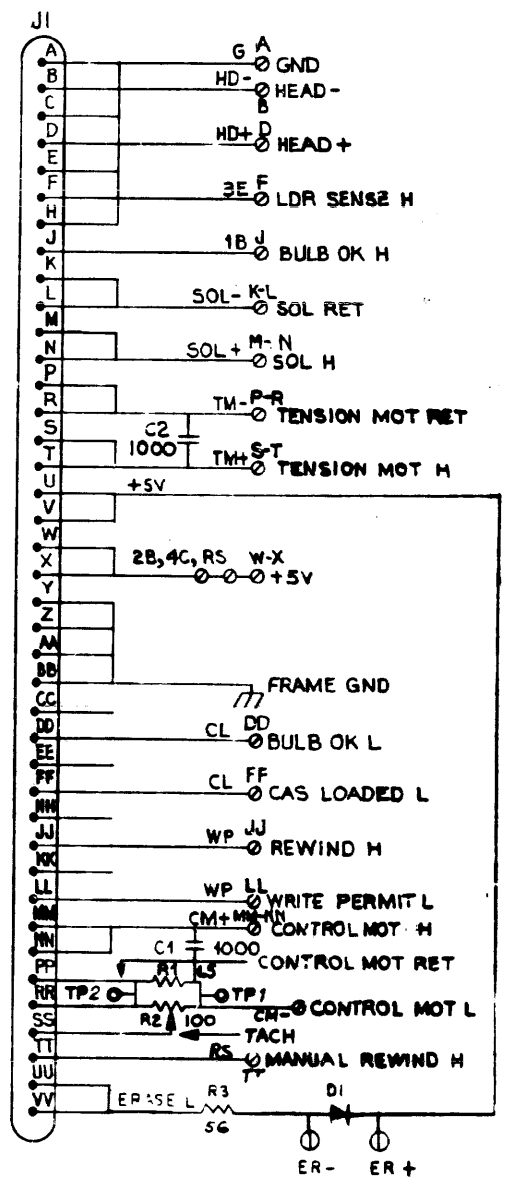 J1
A
G A GND
B
HD- HEAD-
B
C
D
HD+ D HEAD+
E
F
3E F LDR SENSE H
H
J
1B J BULB OK H
K
L
SOL- K-L SOL RET
M
N
SOL+ M-N SOL H
P
R
TM- P-R TENSION MOT RET
S
C2
1000
T
TM+ S-T TENSION MOT H
U
+5V
V
W
X
2B, 4C, RS W-X +5V
Y
Z
AA
BB
FRAME GND
CC
DD
CL DD BULB OK L
EE
FF
CL FF CAS LOADED L
HH
JJ
WP JJ REWIND H
KK
LL
WP LL WRITE PERMIT L
MM
CM+ MM-NN CONTROL MOT H
NN
C1 1000
CONTROL MOT RET
PP
R1 1.5
RR
TP2 TP1
CM- CONTROL MOT L
SS
R2 100
TACH
TT
RS MANUAL REWIND H
TT
UU
VV
ERASE L R3 D1
56
ER- ER+